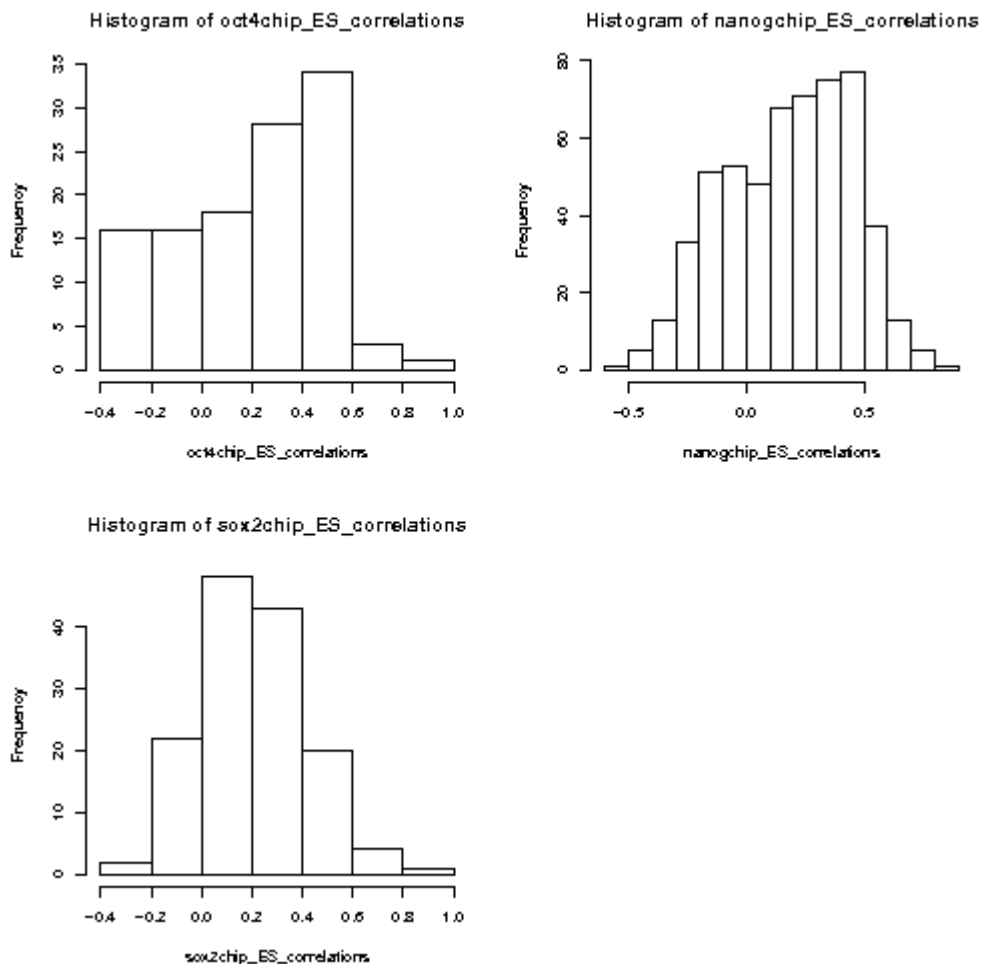 Histogram of oct4chip_ES_correlations
Frequency
0 5 10 15 20 25 30 35
−0.4 −0.2 0.0 0.2 0.4 0.6 0.8 1.0
oct4chip_ES_correlations
Histogram of nanogchip_ES_correlations
Frequency
0 20 40 60 80
−0.5 0.0 0.5
nanogchip_ES_correlations
Histogram of sox2chip_ES_correlations
Frequency
0 10 20 30 40
−0.4 −0.2 0.0 0.2 0.4 0.6 0.8 1.0
sox2chip_ES_correlations